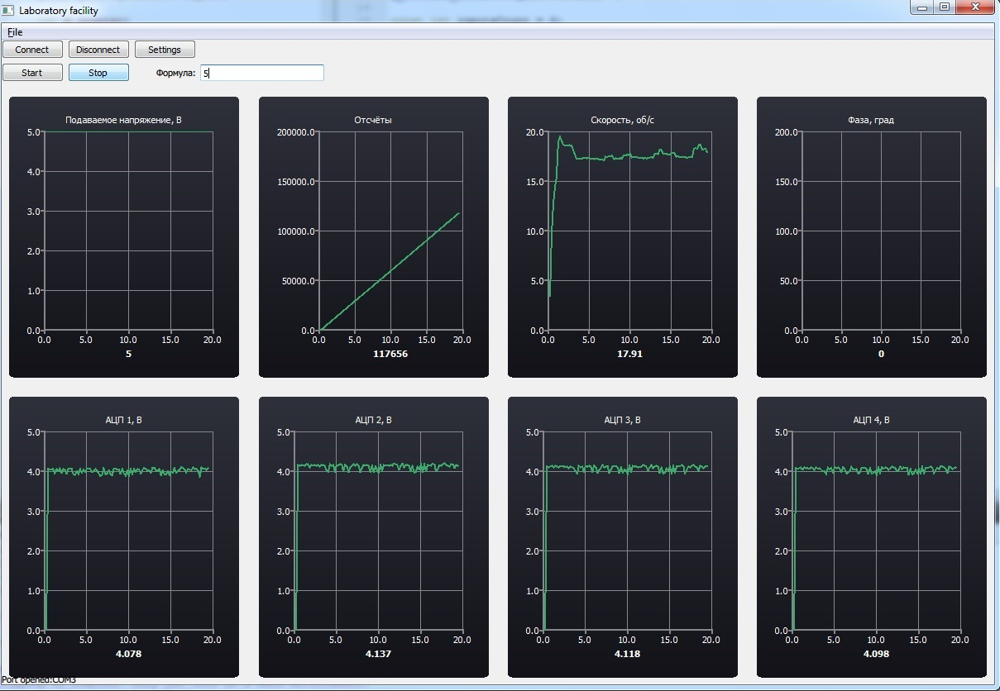 Laboratory facility
File
Connect Disconnect Settings
Start Stop Формула: 5
Подаваемое напряжение, В
5.0
4.0
3.0
2.0
1.0
0.0
0.0 5.0 10.0 15.0 20.0
5
Отсчёты
200000.0
150000.0
100000.0
50000.0
0.0
0.0 5.0 10.0 15.0 20.0
117656
Скорость, об/с
20.0
15.0
10.0
5.0
0.0
0.0 5.0 10.0 15.0 20.0
17.91
Фаза, град
200.0
150.0
100.0
50.0
0.0
0.0 5.0 10.0 15.0 20.0
0
АЦП 1, В
5.0
4.0
3.0
2.0
1.0
0.0
0.0 5.0 10.0 15.0 20.0
4.078
АЦП 2, В
5.0
4.0
3.0
2.0
1.0
0.0
0.0 5.0 10.0 15.0 20.0
4.137
АЦП 3, В
5.0
4.0
3.0
2.0
1.0
0.0
0.0 5.0 10.0 15.0 20.0
4.118
АЦП 4, В
5.0
4.0
3.0
2.0
1.0
0.0
0.0 5.0 10.0 15.0 20.0
4.098
Port opened:COM3